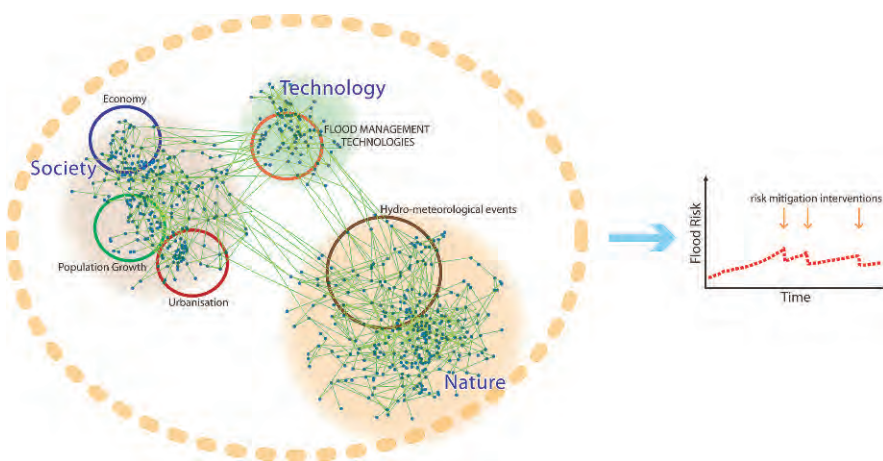 Technology
Economy
FLOOD MANAGEMENT
TECHNOLOGIES
Society
Hydro-meteorological events
Population Growth
Urbanisation
Nature
risk mitigation interventions
Flood Risk
Time